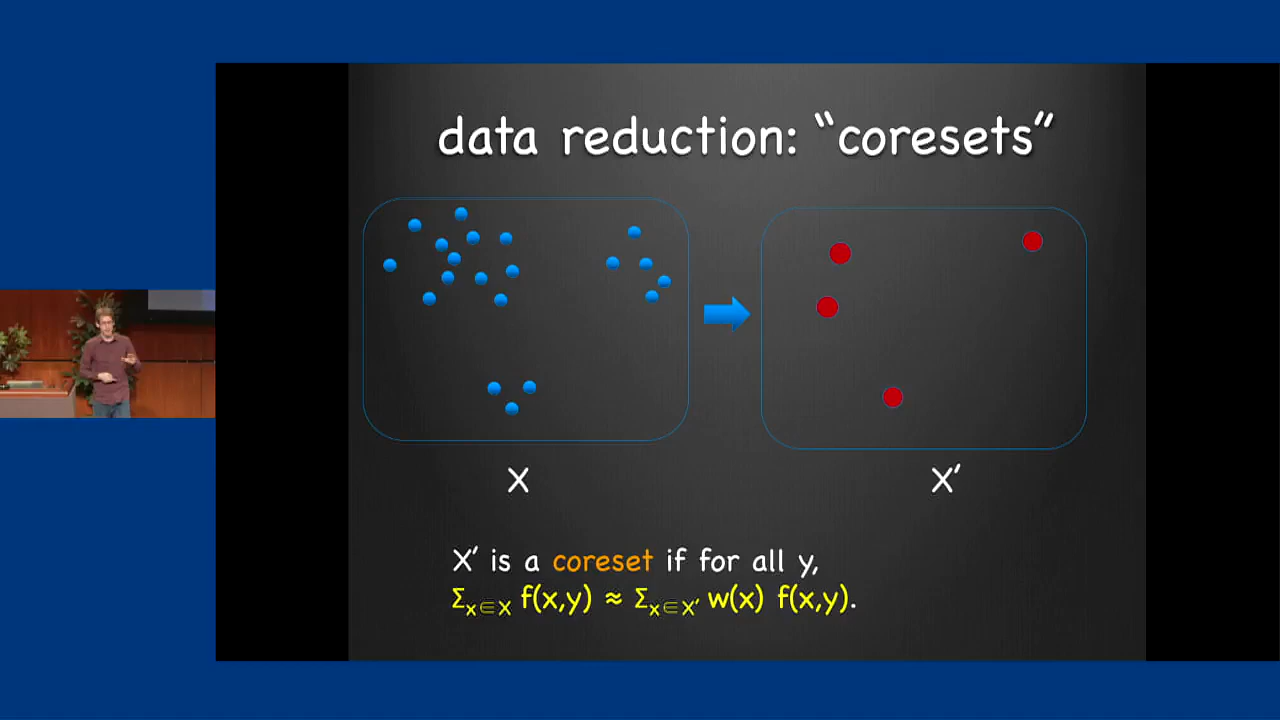 data reduction: “coresets”
X
X′
X′ is a coreset if for all y,
Σx∈X f(x,y) ≈ Σx∈X′ w(x) f(x,y).